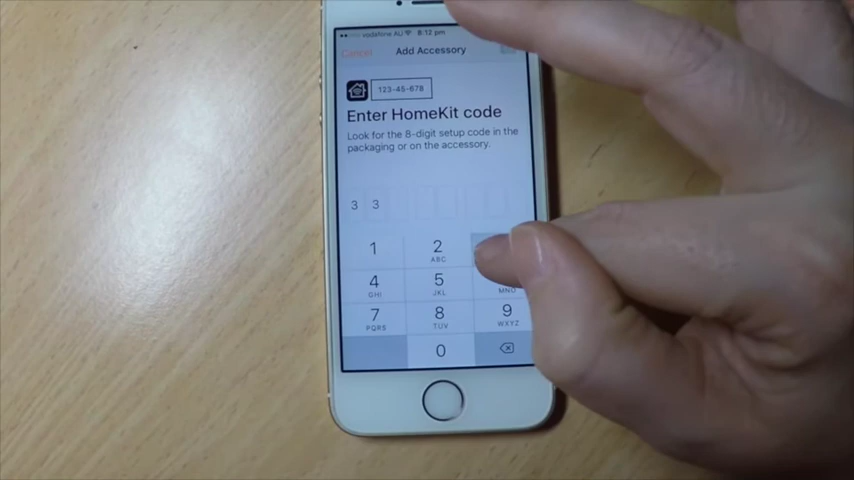 vodafone AU 8:12 pm
Cancel Add Accessory
123-45-678
Enter HomeKit code
Look for the 8-digit setup code in the
packaging or on the accessory.
3 3
1 2
ABC
4 5
GHI JKL MNO
7 8 9
PQRS TUV WXYZ
0